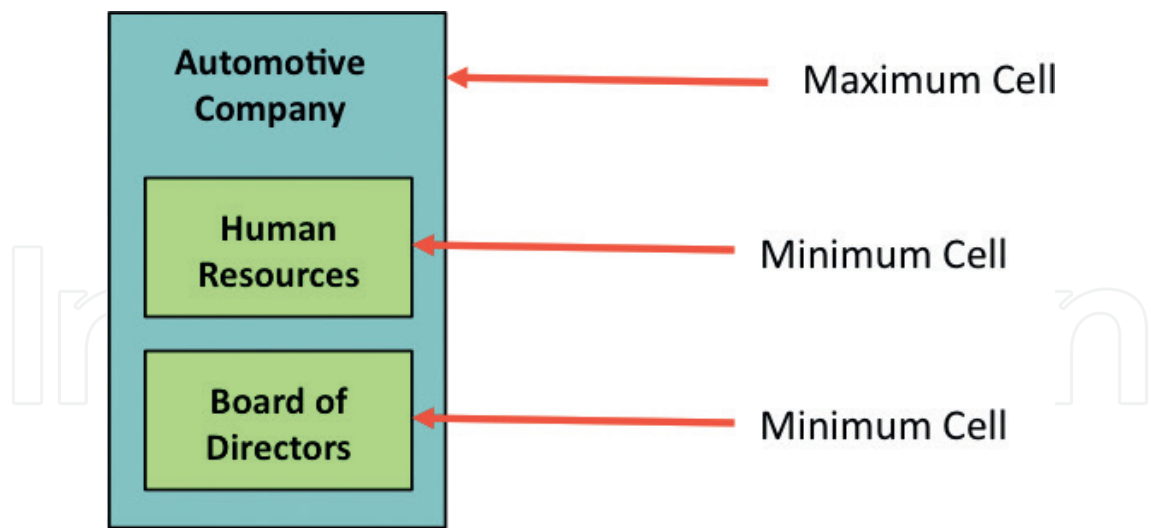 Automotive
Company
Maximum Cell
Human
Resources
Minimum Cell
Board of
Directors
Minimum Cell